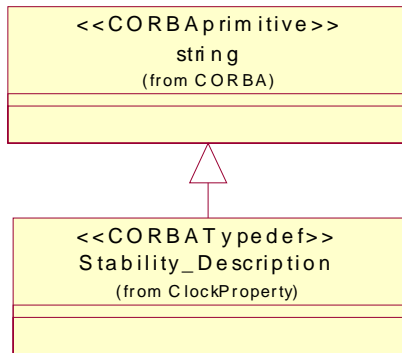 <<CORBAprimitive>>
string
(from CORBA)
<<CORBATypedef>>
Stability_Description
(from ClockProperty)